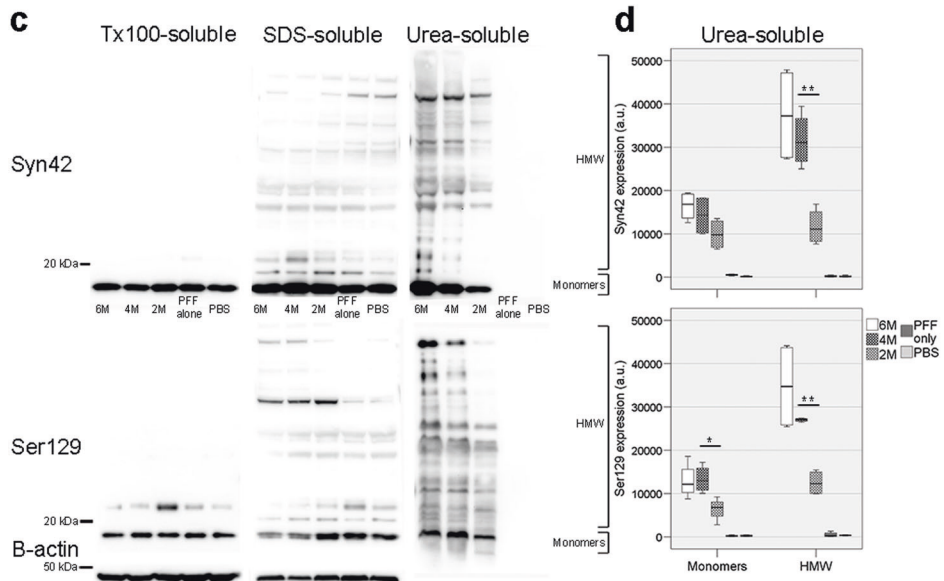 c
Tx100-soluble SDS-soluble Urea-soluble
Syn42
20 kDa
HMW
Monomers
6M 4M 2M PFF alone PBS 6M 4M 2M PFF alone PBS 6M 4M 2M PFF alone PBS
Ser129
20 kDa
B-actin
50 kDa
HMW
Monomers
d
Urea-soluble
Syn42 expression (a.u.)
50000
40000
30000
20000
10000
0
**
Ser129 expression (a.u.)
50000
40000
30000
20000
10000
0
*
**
Monomers HMW
6M PFF
4M only
2M PBS